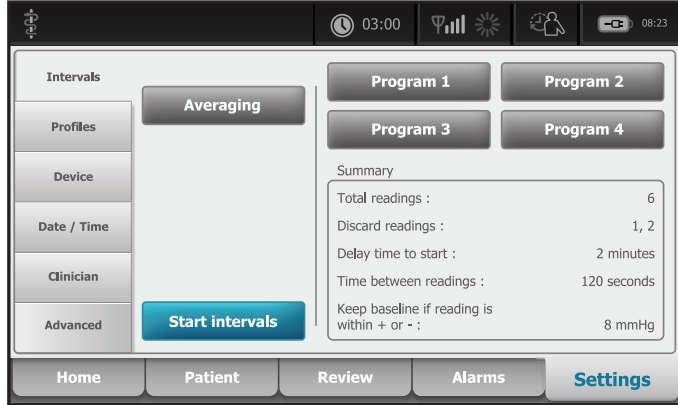 03:00
08:23
Intervals
Profiles
Device
Date / Time
Clinician
Advanced
Averaging
Start intervals
Program 1
Program 2
Program 3
Program 4
Summary
Total readings : 6
Discard readings : 1, 2
Delay time to start : 2 minutes
Time between readings : 120 seconds
Keep baseline if reading is
within + or - : 8 mmHg
Home
Patient
Review
Alarms
Settings